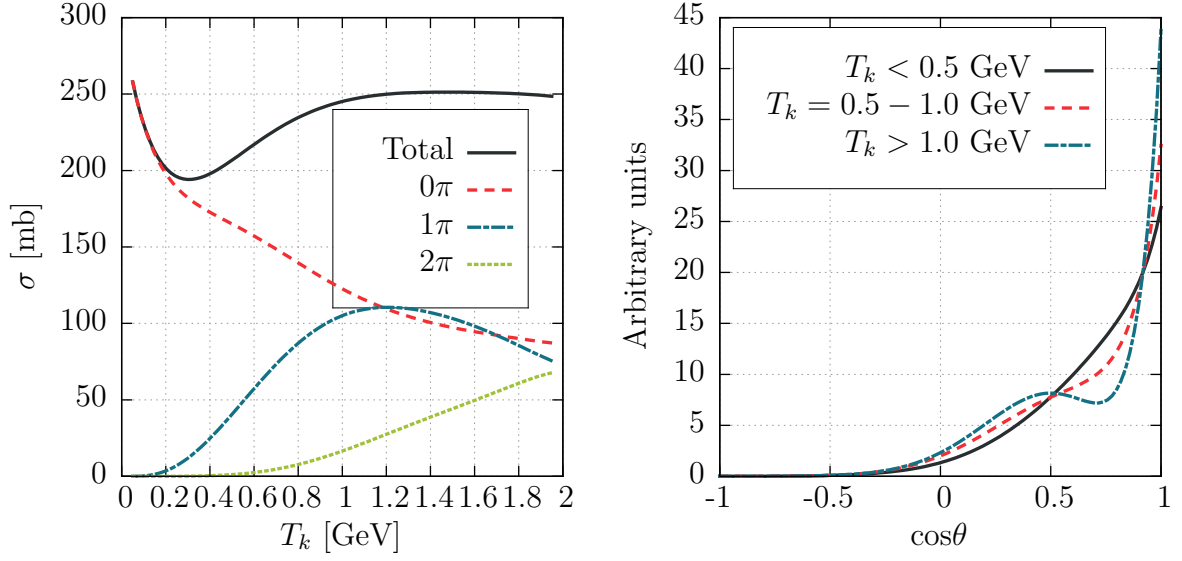 300
250
200
150
100
50
0
σ [mb]
Total
0π
1π
2π
0 0.2 0.4 0.6 0.8 1 1.2 1.4 1.6 1.8 2
T_k [GeV]
45
40
35
30
25
20
15
10
5
0
Arbitrary units
T_k < 0.5 GeV
T_k = 0.5 − 1.0 GeV
T_k > 1.0 GeV
-1 -0.5 0 0.5 1
cosθ